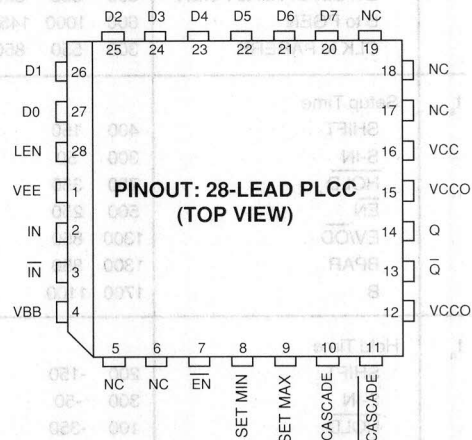 D2 D3 D4 D5 D6 D7 NC
25 24 23 22 21 20 19
D1 26 18 NC
D0 27 17 NC
LEN 28 16 VCC
VEE 1 15 VCCO
PINOUT: 28-LEAD PLCC
(TOP VIEW)
IN 2 14 Q
I̅N̅ 3 13 Q̅
VBB 4 12 VCCO
5 6 7 8 9 10 11
NC NC E̅N̅ SET MIN SET MAX CASCADE C̅A̅S̅C̅A̅D̅E̅